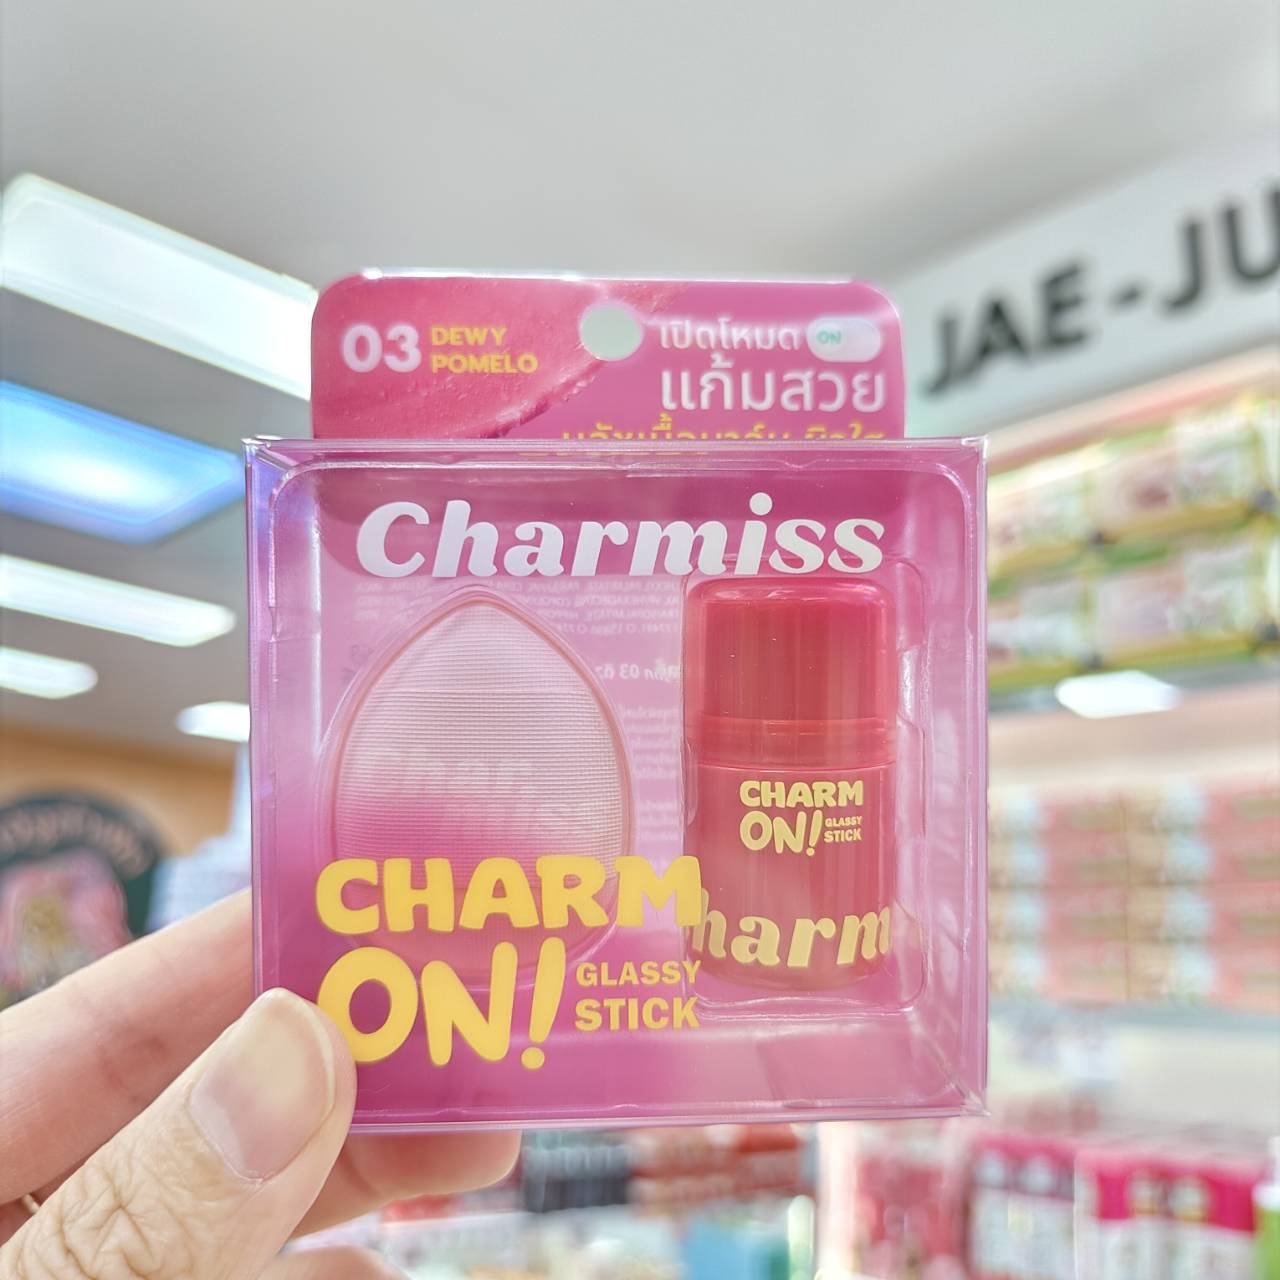 JAE-JU
03 DEWY
POMELO
เปิดโหมด ON
แก้มสวย
Charmiss
CHARM
ON! GLASSY
STICK
harm
CHARM
ON! GLASSY
STICK